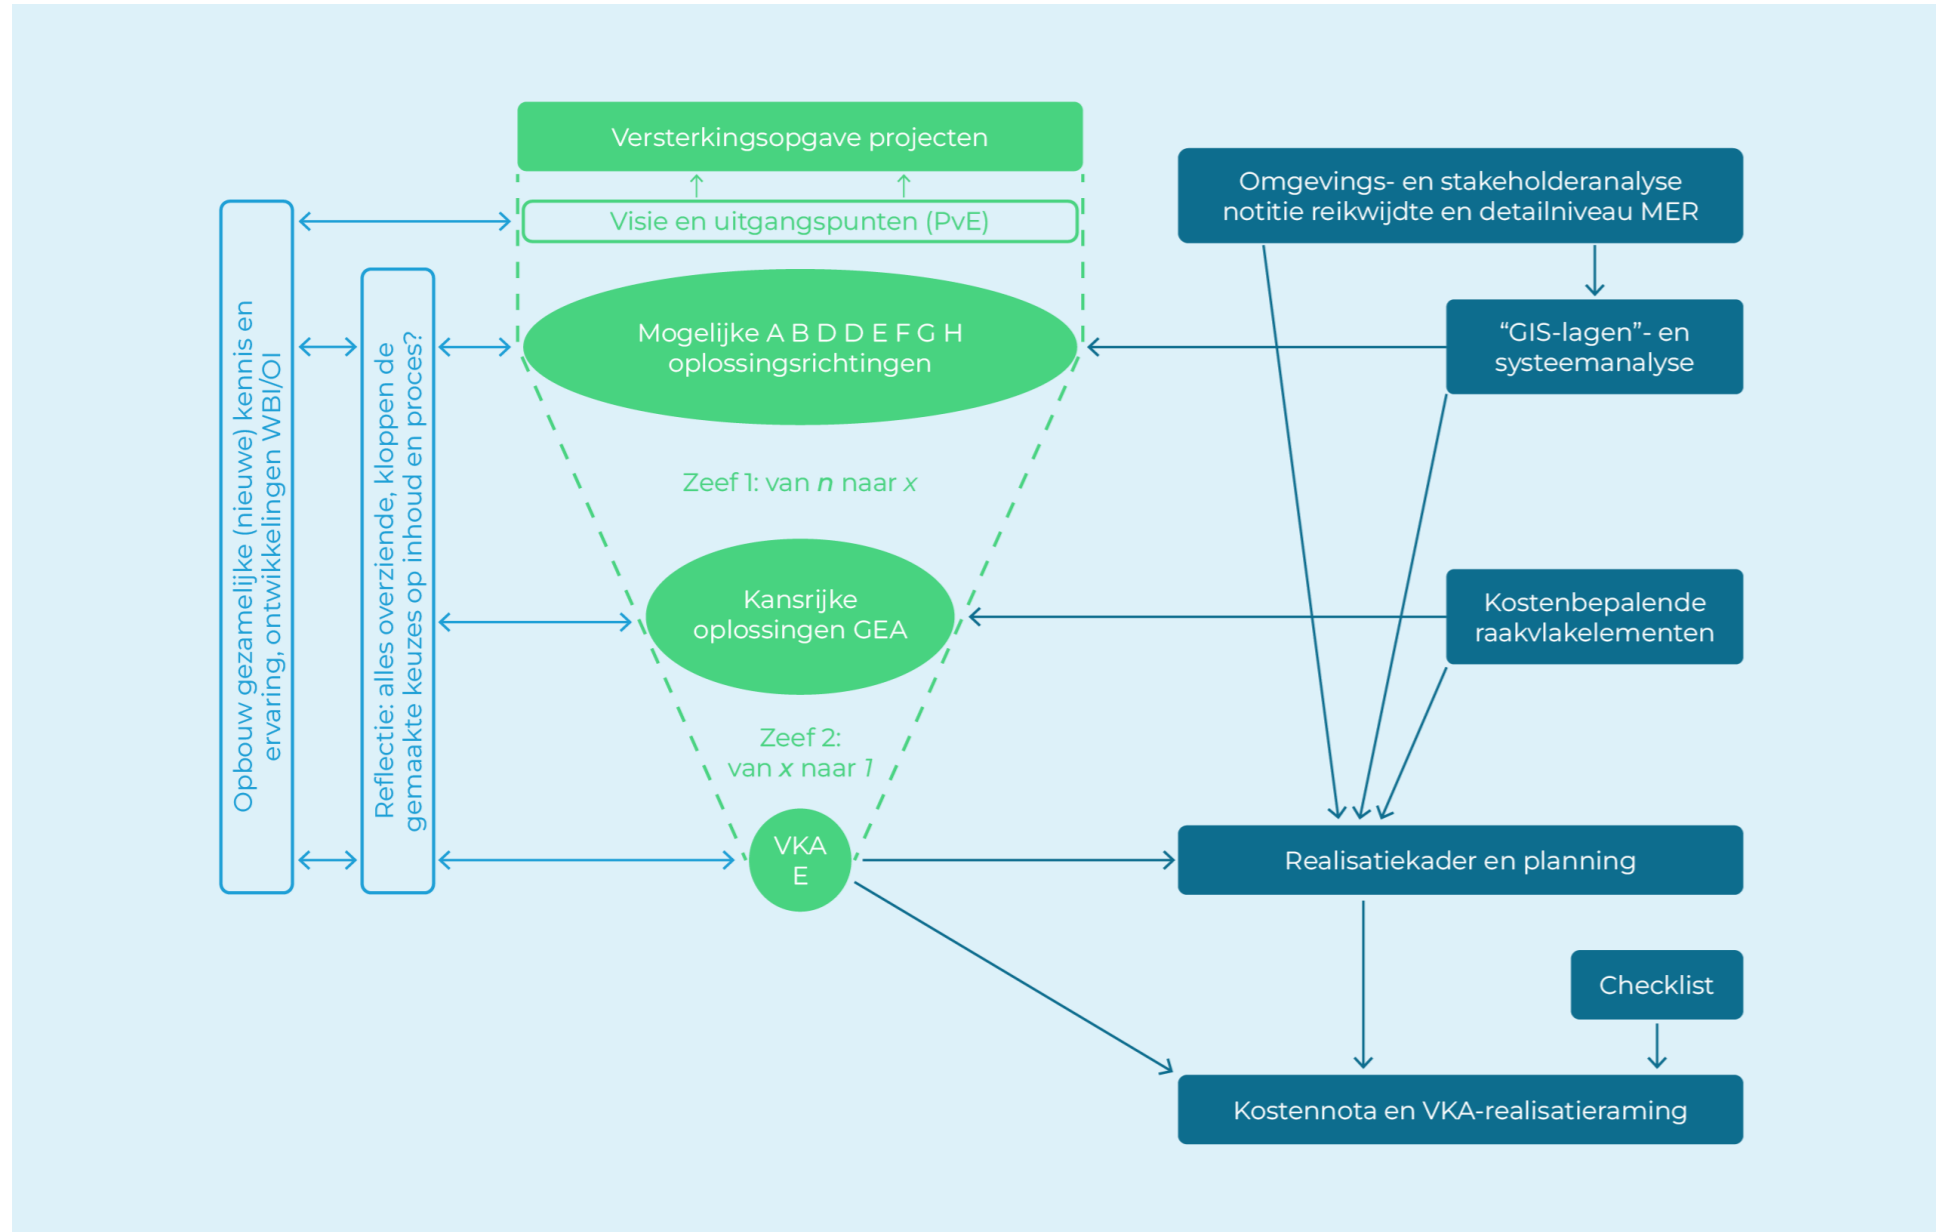 Versterkingsopgave projecten
Visie en uitgangspunten (PvE)
Opbouw gezamelijke (nieuwe) kennis en
ervaring, ontwikkelingen WBI/OI
Reflectie: alles overziende, kloppen de
gemaakte keuzes op inhoud en proces?
Mogelijke A B D D E F G H
oplossingsrichtingen
Zeef 1: van n naar x
Kansrijke
oplossingen GEA
Zeef 2:
van x naar 1
VKA
E
Omgevings- en stakeholderanalyse
notitie reikwijdte en detailniveau MER
“GIS-lagen”- en
systeemanalyse
Kostenbepalende
raakvlakelementen
Realisatiekader en planning
Checklist
Kostennota en VKA-realisatieraming